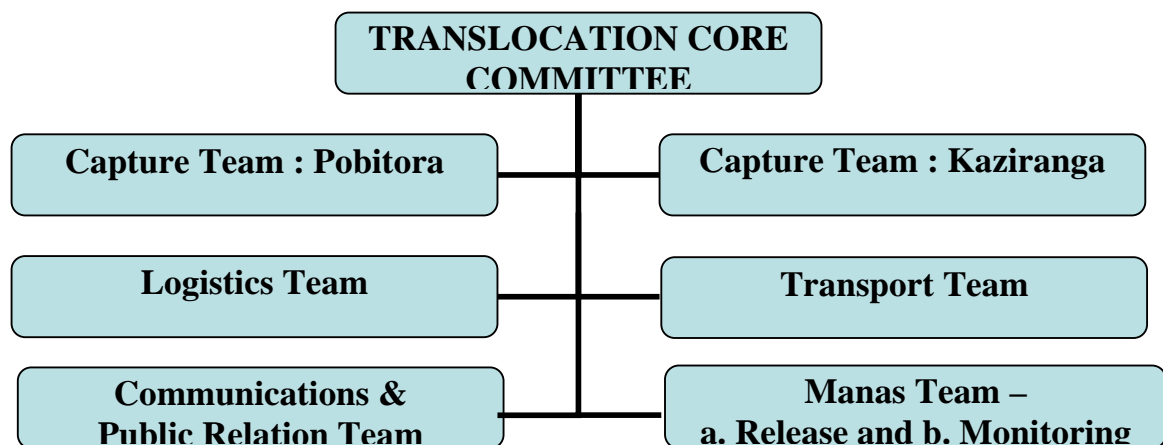 TRANSLOCATION CORE
COMMITTEE
Capture Team : Pobitora
Capture Team : Kaziranga
Logistics Team
Transport Team
Communications &
Public Relation Team
Manas Team –
a. Release and b. Monitoring